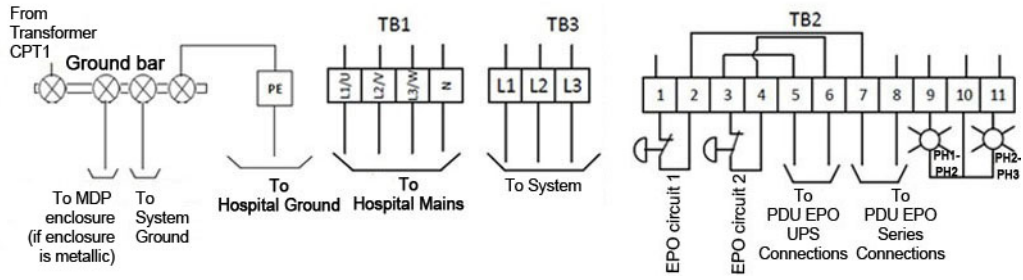 From
Transformer
CPT1
Ground bar
PE
To MDP
enclosure
(if enclosure
is metallic)
To
System
Ground
To
Hospital Ground
TB1
L1/U L2/V L3/W N
To
Hospital Mains
TB3
L1 L2 L3
To System
TB2
1 2 3 4 5 6 7 8 9 10 11
PH1-
PH2
PH2-
PH3
EPO circuit 1
EPO circuit 2
To
PDU EPO
UPS
Connections
To
PDU EPO
Series
Connections